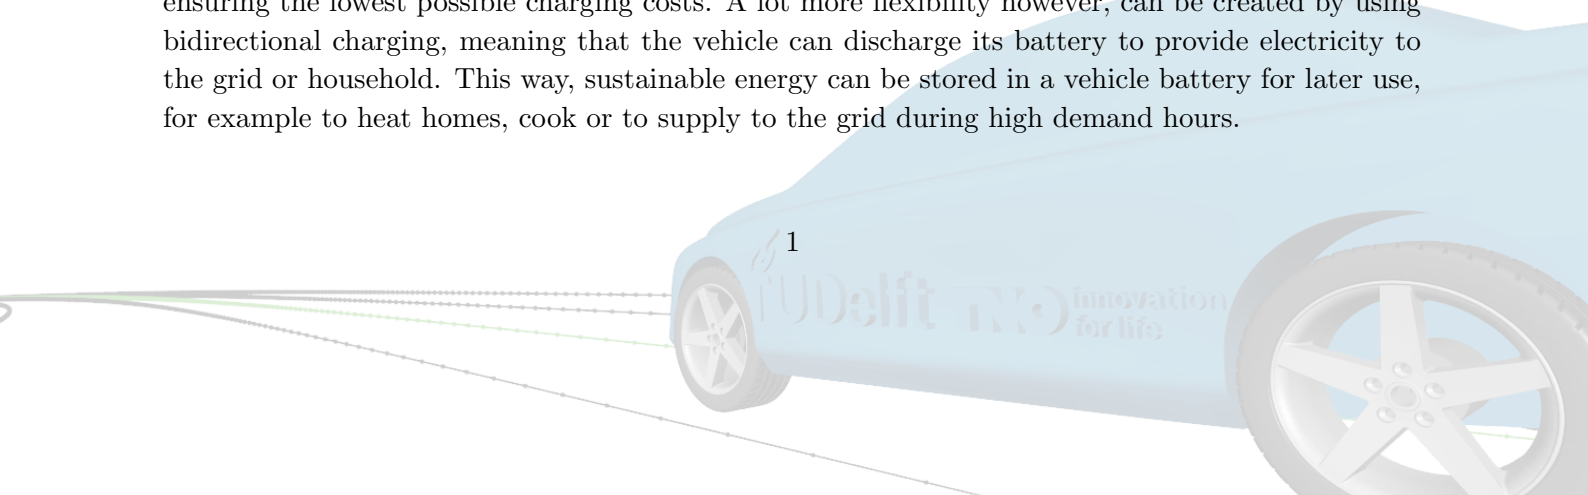 ensuring the lowest possible charging costs. A lot more flexibility however, can be created by using
bidirectional charging, meaning that the vehicle can discharge its battery to provide electricity to
the grid or household. This way, sustainable energy can be stored in a vehicle battery for later use,
for example to heat homes, cook or to supply to the grid during high demand hours.
1
TUDelft TNO innovation
for life